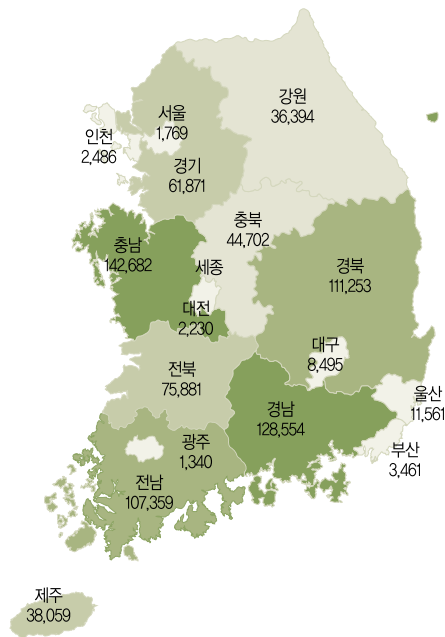 강원
36,394
서울
1,769
인천
2,486
경기
61,871
충북
44,702
충남
142,682
세종
경북
111,253
대전
2,230
대구
8,495
전북
75,881
울산
11,561
경남
128,554
광주
1,340
부산
3,461
전남
107,359
제주
38,059